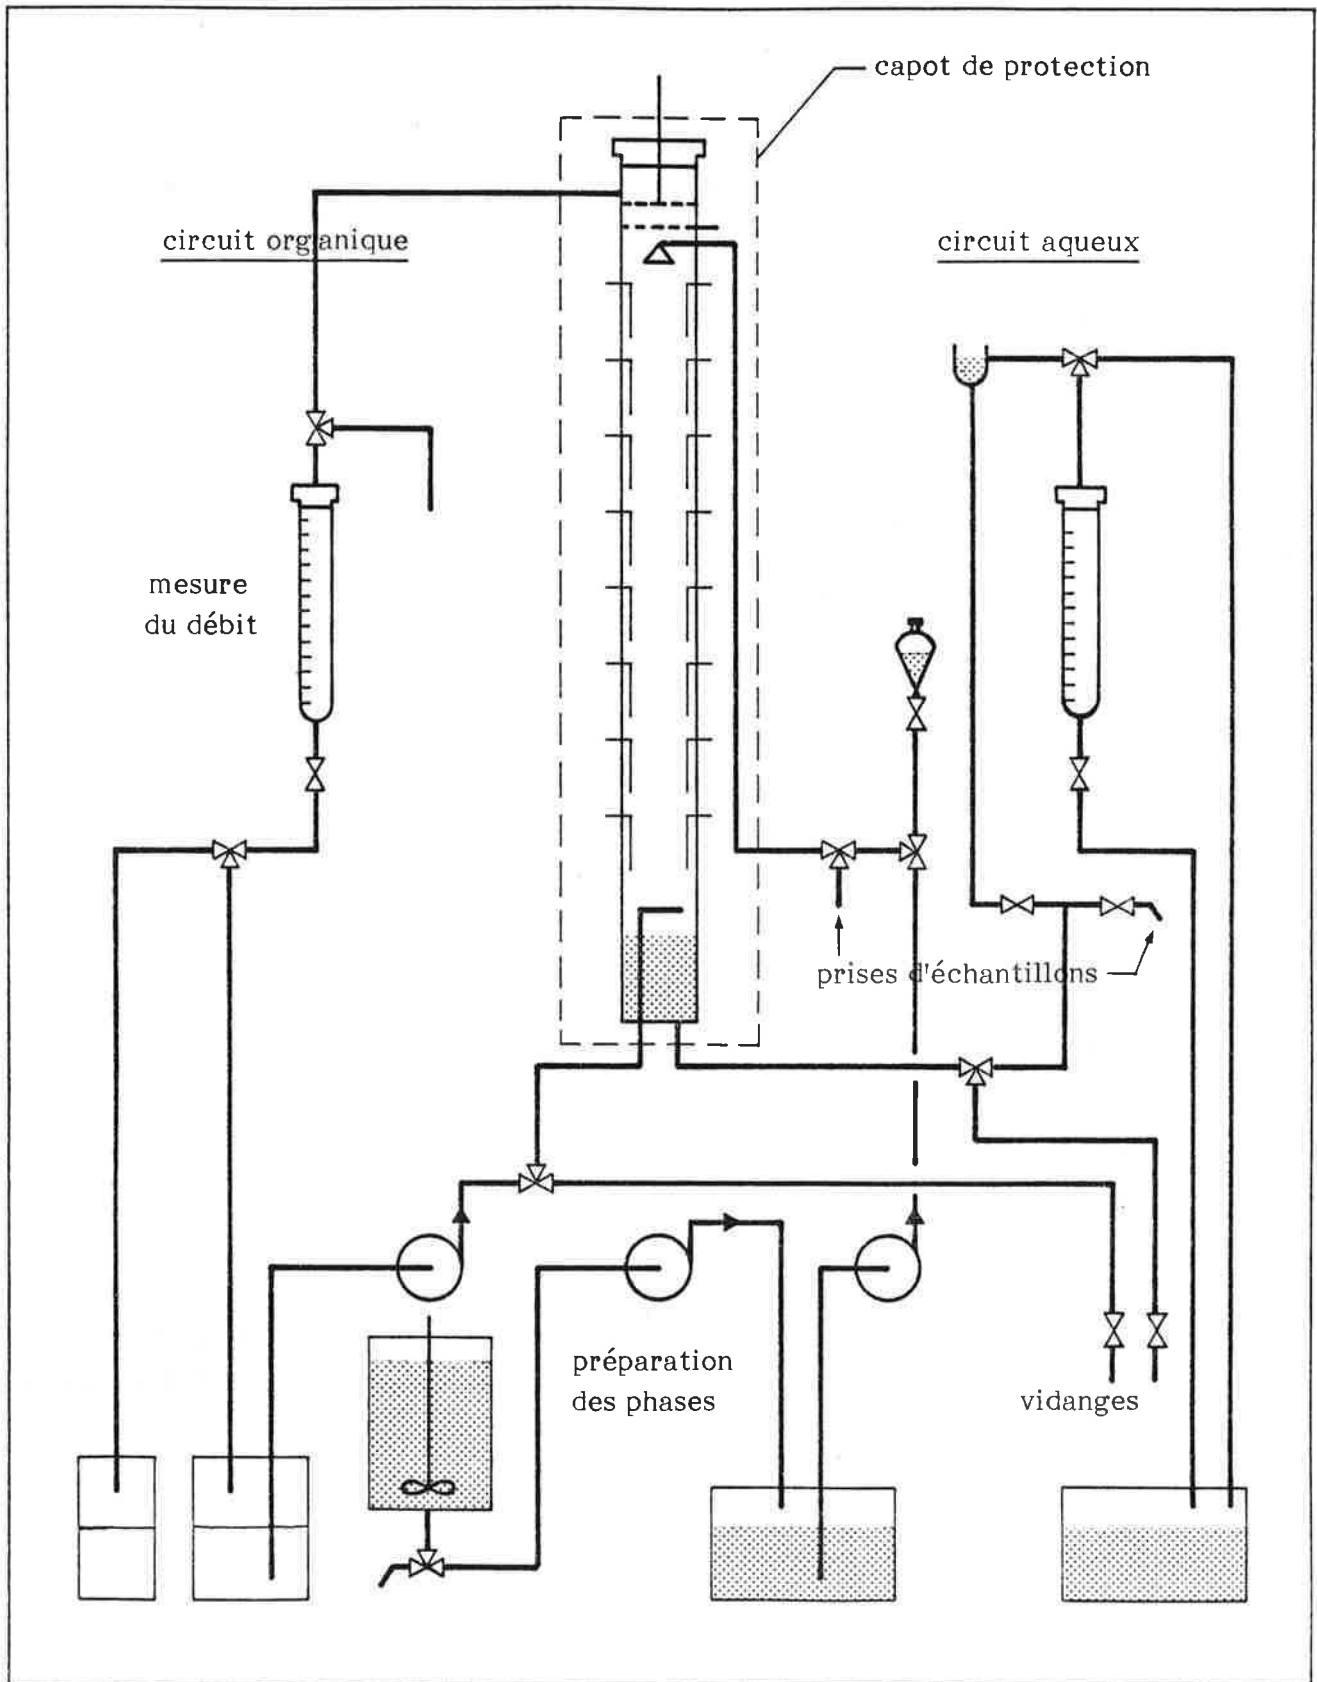 capot de protection
circuit organique
circuit aqueux
mesure
du débit
prises d'échantillons
préparation
des phases
vidanges